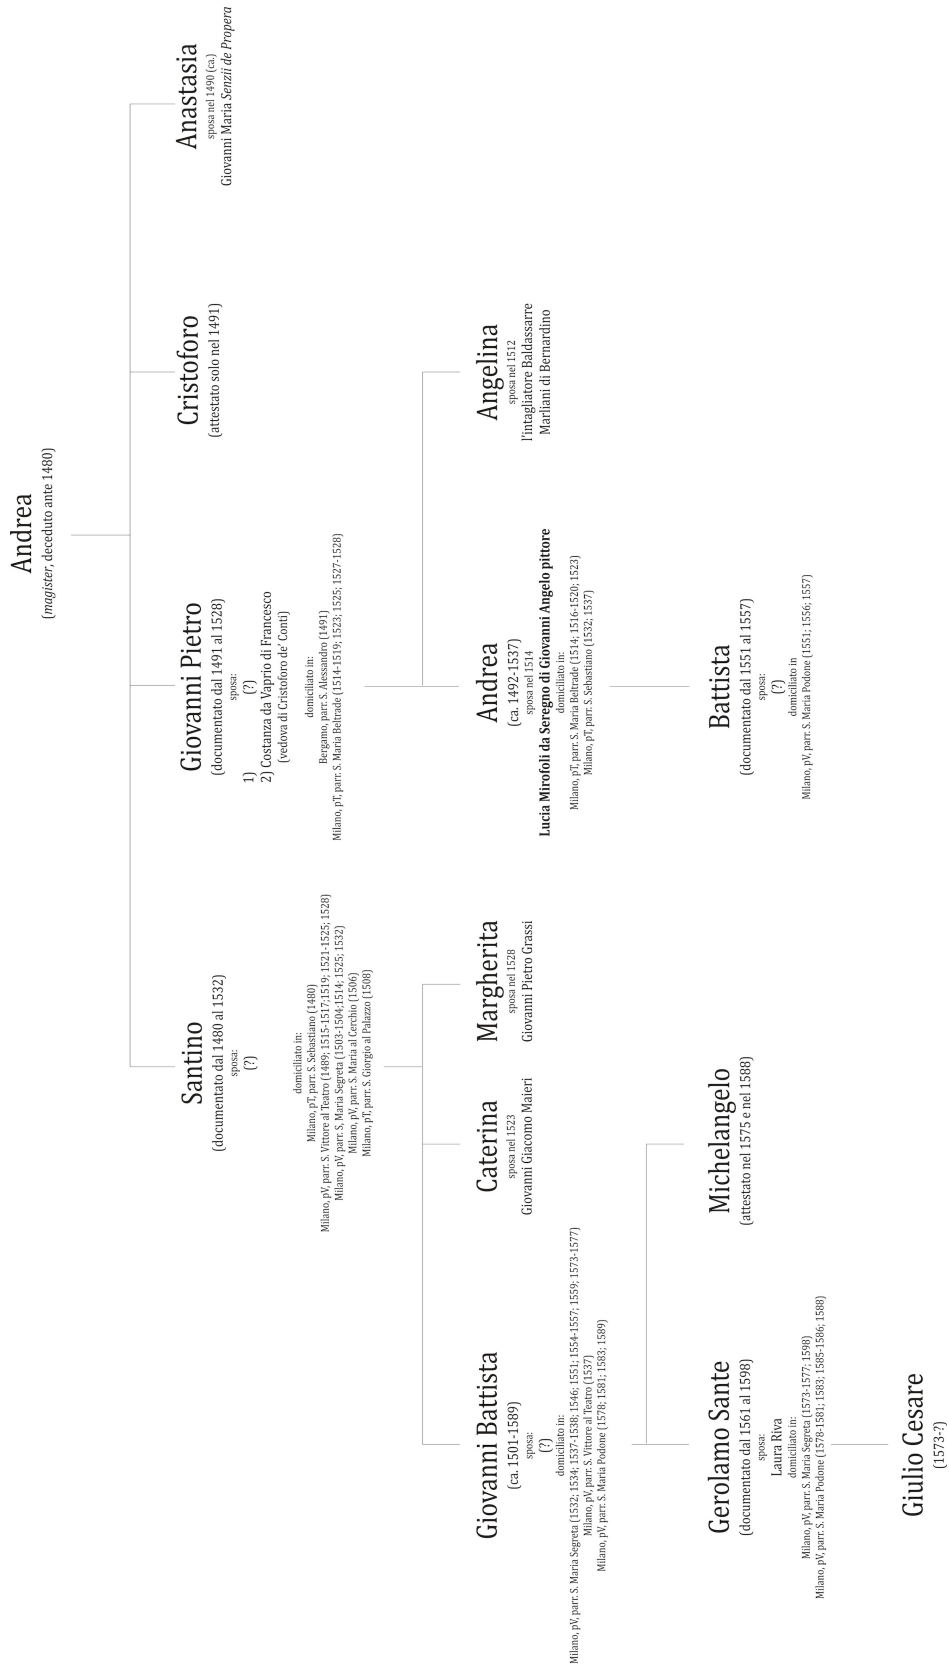 Andrea
(magister, deceduto ante 1480)
Santino
(documentato dal 1480 al 1532)
sposa:
(?)
domiciliato in:
Milano, pT, parr. S. Sebastiano (1480)
Milano, pV, parr. S. Vittore al Teatro (1489; 1515-1517;1519; 1521-1525; 1528)
Milano, pV, parr. S, Maria Segreta (1503-1504;1514; 1525; 1532)
Milano, pV, parr. S. Maria al Cerchio (1506)
Milano, pT, parr. S. Giorgio al Palazzo (1508)
Giovanni Pietro
(documentato dal 1491 al 1528)
sposa:
1) (?)
2) Costanza da Vaprio di Francesco
(vedova di Cristoforo de' Conti)
domiciliato in:
Bergamo, parr. S. Alessandro (1491)
Milano, pT, parr. S. Maria Beltrade (1514-1519; 1523; 1525; 1527-1528)
Cristoforo
(attestato solo nel 1491)
Anastasia
sposa nel 1490 (ca.)
Giovanni Maria Senzii de Propera
Giovanni Battista
(ca. 1501-1589)
sposa:
(?)
domiciliato in:
Milano, pV, parr. S. Maria Segreta (1532; 1534; 1537-1538; 1546; 1551; 1554-1557; 1559; 1573-1577)
Milano, pV, parr. S. Vittore al Teatro (1537)
Milano, pV, parr. S. Maria Podone (1578; 1581; 1583; 1589)
Caterina
sposa nel 1523
Giovanni Giacomo Maieri
Margherita
sposa nel 1528
Giovanni Pietro Grassi
Andrea
(ca. 1492-1537)
sposa nel 1514
Lucia Mirofoli da Seregno di Giovanni Angelo pittore
domiciliato in:
Milano, pT, parr. S. Maria Beltrade (1514; 1516-1520; 1523)
Milano, pT, parr. S. Sebastiano (1532; 1537)
Angelina
sposa nel 1512
l'intagliatore Baldassarre
Marliani di Bernardino
Gerolamo Sante
(documentato dal 1561 al 1598)
sposa:
Laura Riva
domiciliato in:
Milano, pV, parr. S. Maria Segreta (1573-1577; 1598)
Milano, pV, parr. S. Maria Podone (1578-1581; 1583; 1585-1586; 1588)
Michelangelo
(attestato nel 1575 e nel 1588)
Battista
(documentato dal 1551 al 1557)
sposa:
(?)
domiciliato in
Milano, pV, parr. S. Maria Podone (1551; 1556; 1557)
Giulio Cesare
(1573-?)